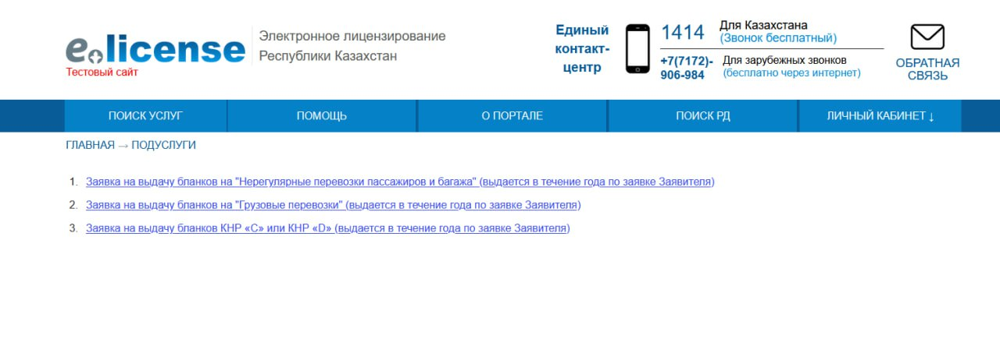 e.license
Тестовый сайт
Электронное лицензирование
Республики Казахстан
Единый
контакт-
центр
1414
Для Казахстана
(Звонок бесплатный)
+7(7172)-
906-984
Для зарубежных звонков
(бесплатно через интернет)
ОБРАТНАЯ
СВЯЗЬ
ПОИСК УСЛУГ
ПОМОЩЬ
О ПОРТАЛЕ
ПОИСК РД
ЛИЧНЫЙ КАБИНЕТ ↓
ГЛАВНАЯ → ПОДУСЛУГИ
1. Заявка на выдачу бланков на "Нерегулярные перевозки пассажиров и багажа" (выдается в течение года по заявке Заявителя)
2. Заявка на выдачу бланков на "Грузовые перевозки" (выдается в течение года по заявке Заявителя)
3. Заявка на выдачу бланков КНР «С» или КНР «D» (выдается в течение года по заявке Заявителя)